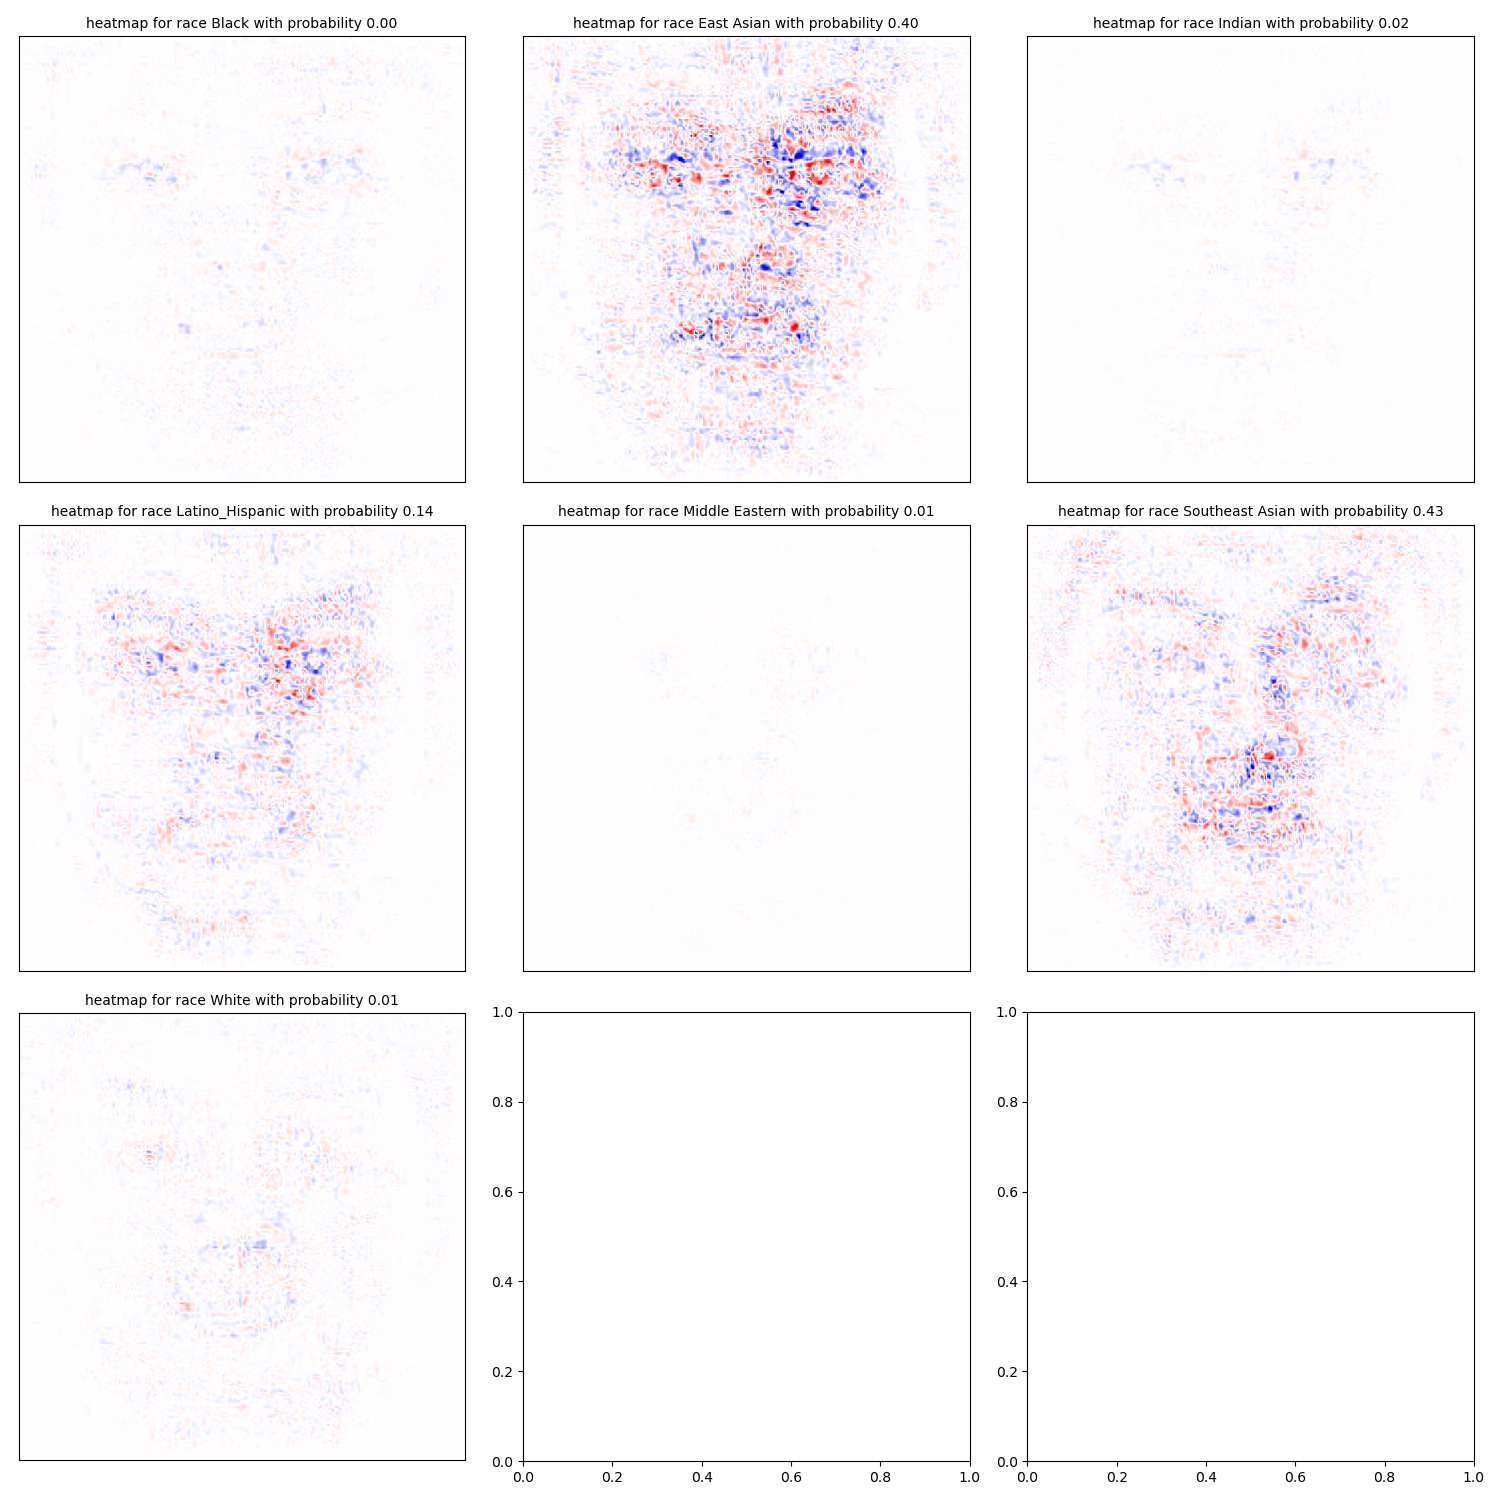 heatmap for race Black with probability 0.00
heatmap for race East Asian with probability 0.40
heatmap for race Indian with probability 0.02
heatmap for race Latino_Hispanic with probability 0.14
heatmap for race Middle Eastern with probability 0.01
heatmap for race Southeast Asian with probability 0.43
heatmap for race White with probability 0.01
1.0
0.8
0.6
0.4
0.2
0.0
0.0 0.2 0.4 0.6 0.8 1.0
1.0
0.8
0.6
0.4
0.2
0.0
0.0 0.2 0.4 0.6 0.8 1.0